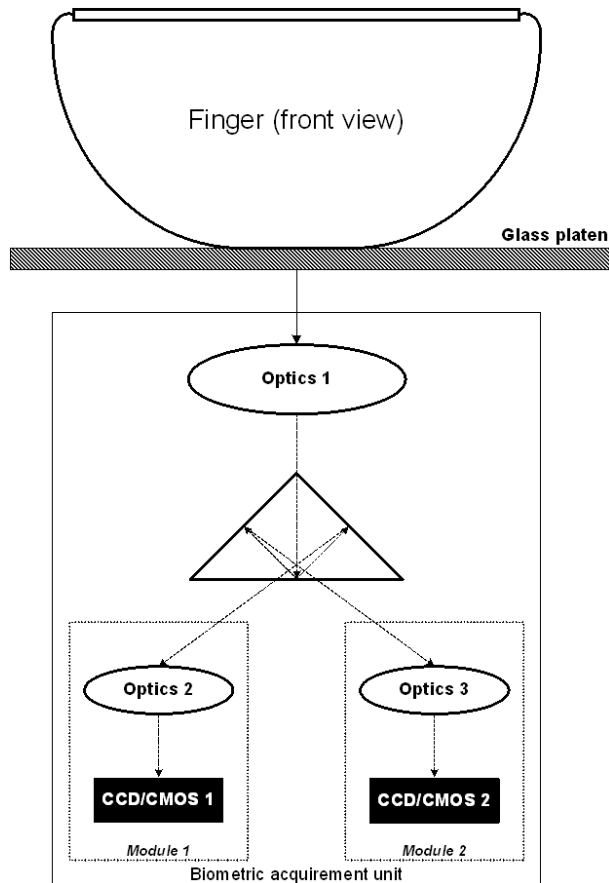 Finger (front view)
Glass platen
Optics 1
Optics 2
Optics 3
CCD/CMOS 1
CCD/CMOS 2
Module 1
Module 2
Biometric acquirement unit